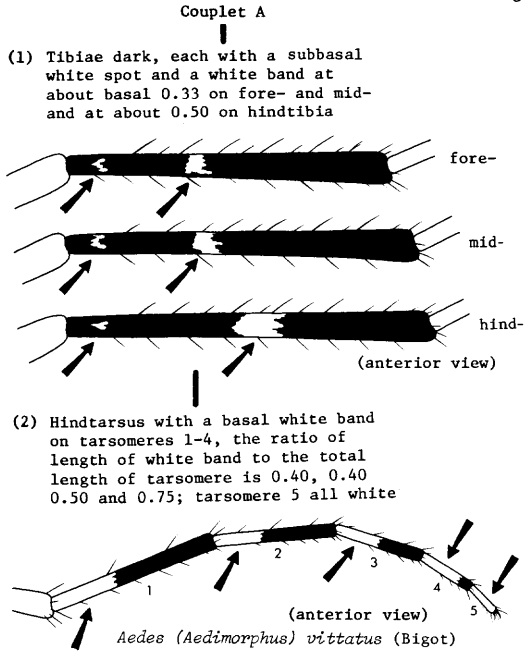 Couplet A
(1) Tibiae dark, each with a subbasal
white spot and a white band at
about basal 0.33 on fore- and mid-
and at about 0.50 on hindtibia
fore-
mid-
hind-
(anterior view)
(2) Hindtarsus with a basal white band
on tarsomeres 1-4, the ratio of
length of white band to the total
length of tarsomere is 0.40, 0.40
0.50 and 0.75; tarsomere 5 all white
1
2
3
4
5
(anterior view)
Aedes (Aedimorphus) vittatus (Bigot)